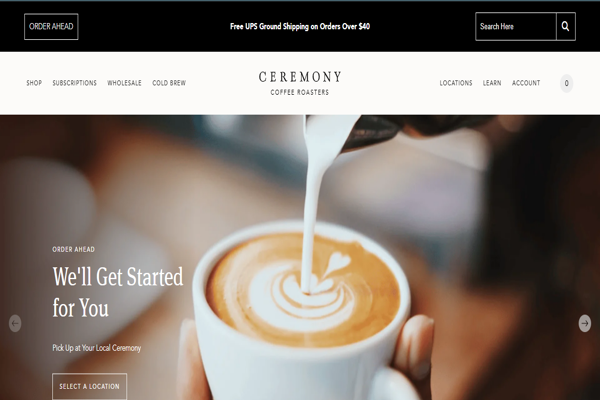 ORDER AHEAD
Free UPS Ground Shipping on Orders Over $40
Search Here
SHOP SUBSCRIPTIONS WHOLESALE COLD BREW
CEREMONY
COFFEE ROASTERS
LOCATIONS LEARN ACCOUNT 0
ORDER AHEAD
We'll Get Started
for You
Pick Up at Your Local Ceremony
SELECT A LOCATION